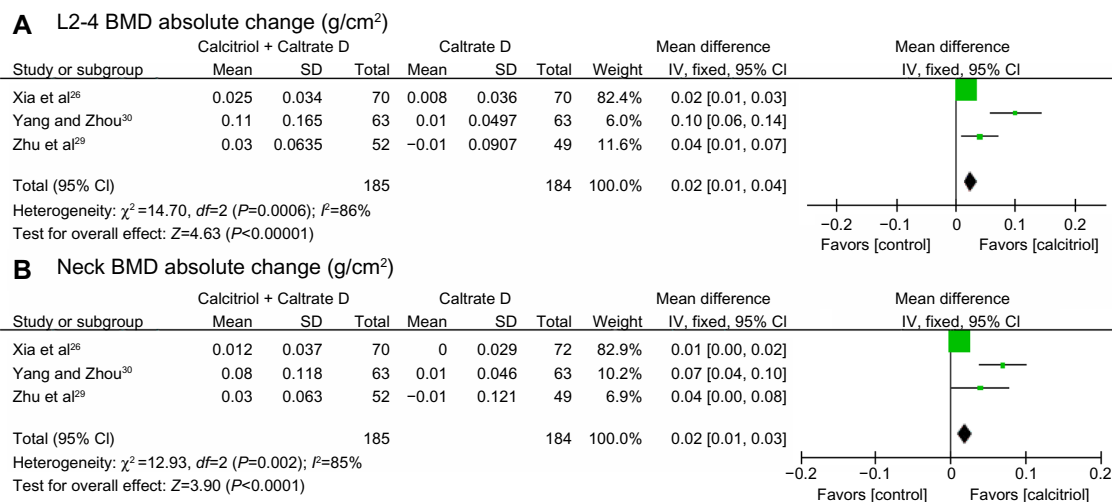 A L2-4 BMD absolute change (g/cm²)
Calcitriol + Caltrate D Caltrate D Mean difference Mean difference
Study or subgroup Mean SD Total Mean SD Total Weight IV, fixed, 95% CI IV, fixed, 95% CI
Xia et al²⁶ 0.025 0.034 70 0.008 0.036 70 82.4% 0.02 [0.01, 0.03]
Yang and Zhou³⁰ 0.11 0.165 63 0.01 0.0497 63 6.0% 0.10 [0.06, 0.14]
Zhu et al²⁹ 0.03 0.0635 52 −0.01 0.0907 49 11.6% 0.04 [0.01, 0.07]
Total (95% CI) 185 184 100.0% 0.02 [0.01, 0.04]
Heterogeneity: χ²=14.70, df=2 (P=0.0006); I²=86%
Test for overall effect: Z=4.63 (P<0.00001)
−0.2 −0.1 0 0.1 0.2
Favors [control] Favors [calcitriol]
B Neck BMD absolute change (g/cm²)
Calcitriol + Caltrate D Caltrate D Mean difference Mean difference
Study or subgroup Mean SD Total Mean SD Total Weight IV, fixed, 95% CI IV, fixed, 95% CI
Xia et al²⁶ 0.012 0.037 70 0 0.029 72 82.9% 0.01 [0.00, 0.02]
Yang and Zhou³⁰ 0.08 0.118 63 0.01 0.046 63 10.2% 0.07 [0.04, 0.10]
Zhu et al²⁹ 0.03 0.063 52 −0.01 0.121 49 6.9% 0.04 [0.00, 0.08]
Total (95% CI) 185 184 100.0% 0.02 [0.01, 0.03]
Heterogeneity: χ²=12.93, df=2 (P=0.002); I²=85%
Test for overall effect: Z=3.90 (P<0.0001)
−0.2 −0.1 0 0.1 0.2
Favors [control] Favors [calcitriol]